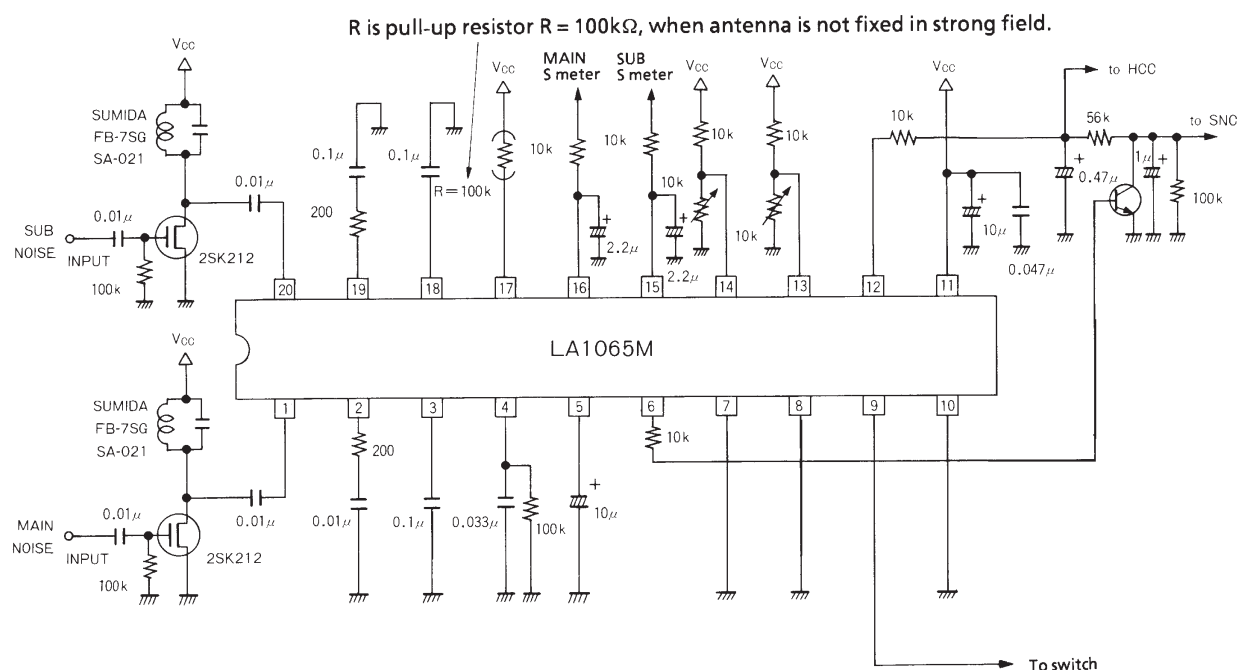 R is pull-up resistor R = 100kΩ, when antenna is not fixed in strong field.
Vcc
SUMIDA
FB-7SG
SA-021
0.01μ
0.01μ
SUB
NOISE
INPUT
2SK212
100k
0.1μ
200
0.1μ
Vcc
R=100k
MAIN
S meter
10k
2.2μ
SUB
S meter
10k
2.2μ
Vcc
10k
10k
10k
10k
Vcc
10k
+
10μ
0.047μ
to HCC
56k
to SNC
+
0.47μ
1μ
+
100k
+
+
20
19
18
17
16
15
14
13
12
11
LA1065M
1
2
3
4
5
6
7
8
9
10
Vcc
SUMIDA
FB-7SG
SA-021
0.01μ
0.01μ
MAIN
NOISE
INPUT
2SK212
100k
200
0.01μ
0.1μ
0.033μ
100k
+
10μ
10k
To switch